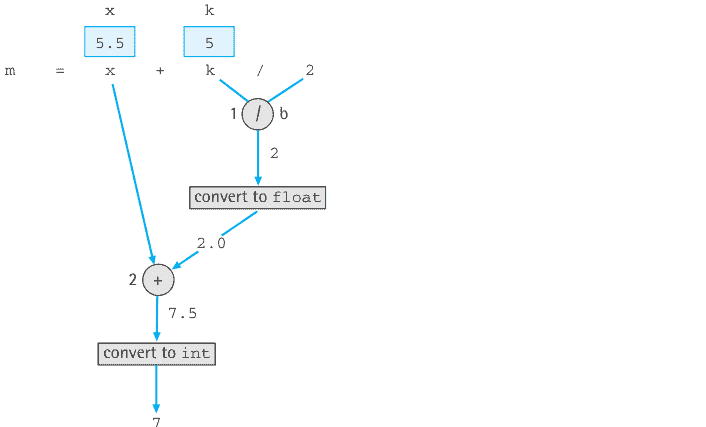 x k
5.5 5
m = x + k / 2
1 / b
2
convert to float
2.0
2 +
7.5
convert to int
7